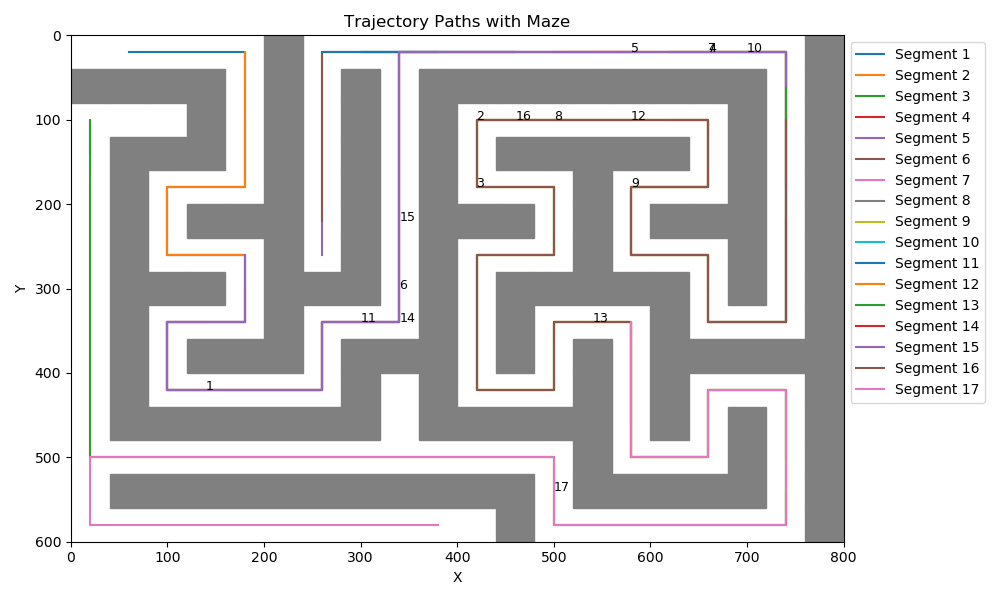 Trajectory Paths with Maze
0
100
200
300
400
500
600
Y
5
7
4
10
2
16
8
12
3
9
15
6
11
14
13
1
17
0
100
200
300
400
500
600
700
800
X
Segment 1
Segment 2
Segment 3
Segment 4
Segment 5
Segment 6
Segment 7
Segment 8
Segment 9
Segment 10
Segment 11
Segment 12
Segment 13
Segment 14
Segment 15
Segment 16
Segment 17